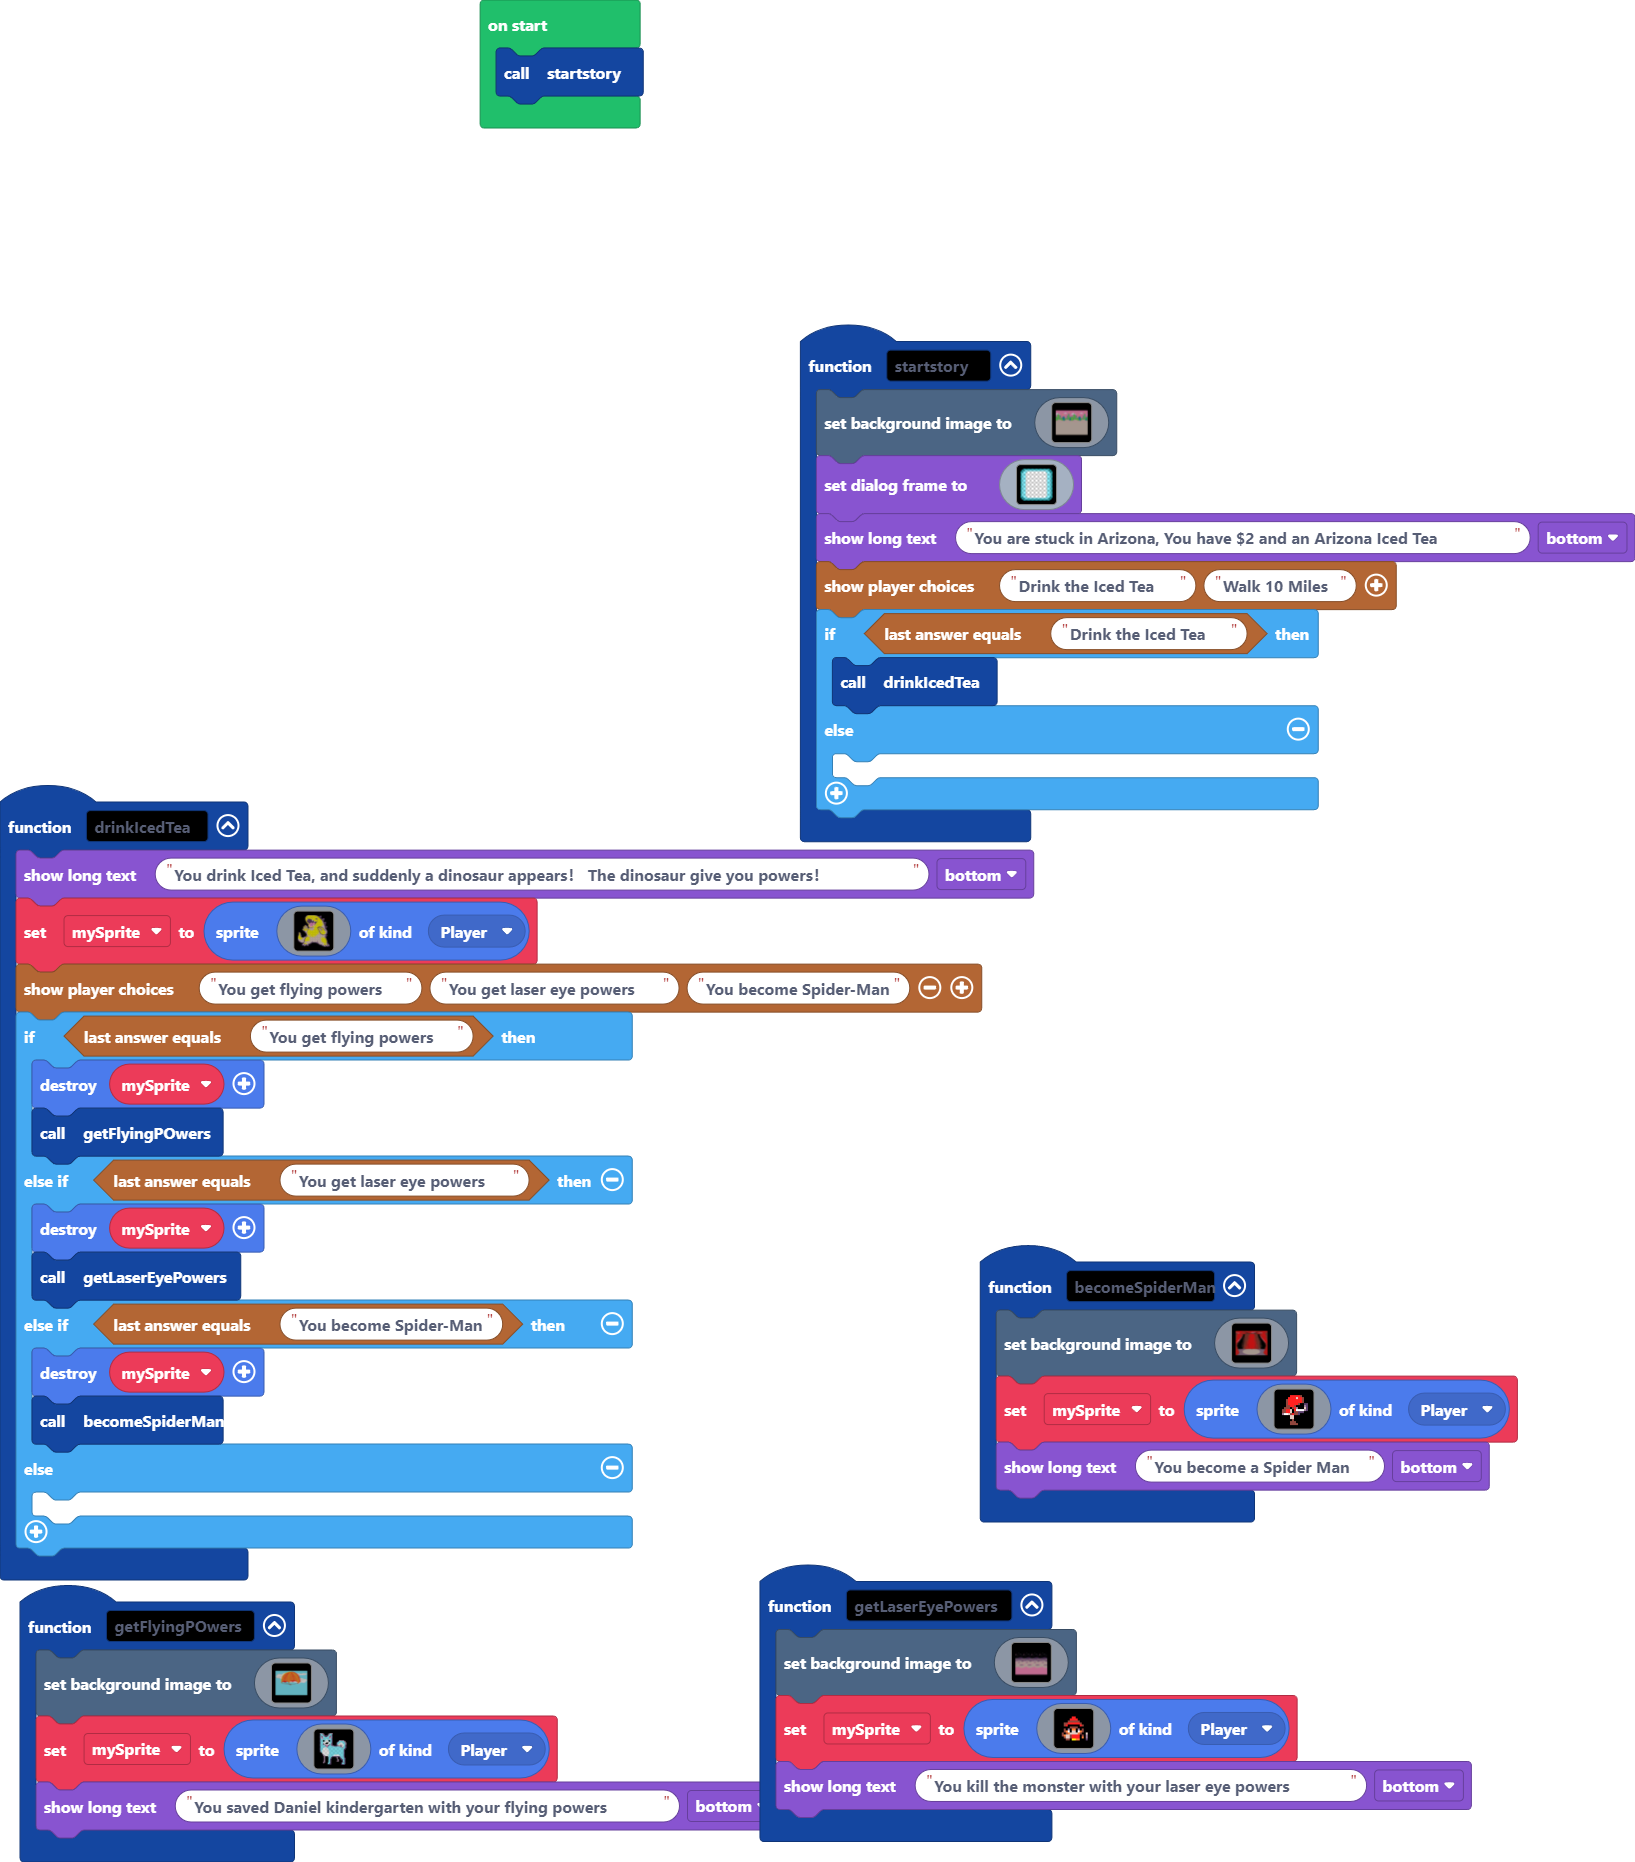 on start
call startstory
function startstory
set background image to
set dialog frame to
show long text "You are stuck in Arizona, You have $2 and an Arizona Iced Tea" bottom
show player choices "Drink the Iced Tea" "Walk 10 Miles"
if last answer equals "Drink the Iced Tea" then
call drinkIcedTea
else
function drinkIcedTea
show long text "You drink Iced Tea, and suddenly a dinosaur appears! The dinosaur give you powers!" bottom
set mySprite to sprite of kind Player
show player choices "You get flying powers" "You get laser eye powers" "You become Spider-Man"
if last answer equals "You get flying powers" then
destroy mySprite
call getFlyingPOwers
else if last answer equals "You get laser eye powers" then
destroy mySprite
call getLaserEyePowers
else if last answer equals "You become Spider-Man" then
destroy mySprite
call becomeSpiderMan
else
function becomeSpiderMan
set background image to
set mySprite to sprite of kind Player
show long text "You become a Spider Man" bottom
function getFlyingPOwers
set background image to
set mySprite to sprite of kind Player
show long text "You saved Daniel kindergarten with your flying powers" bottom
function getLaserEyePowers
set background image to
set mySprite to sprite of kind Player
show long text "You kill the monster with your laser eye powers" bottom